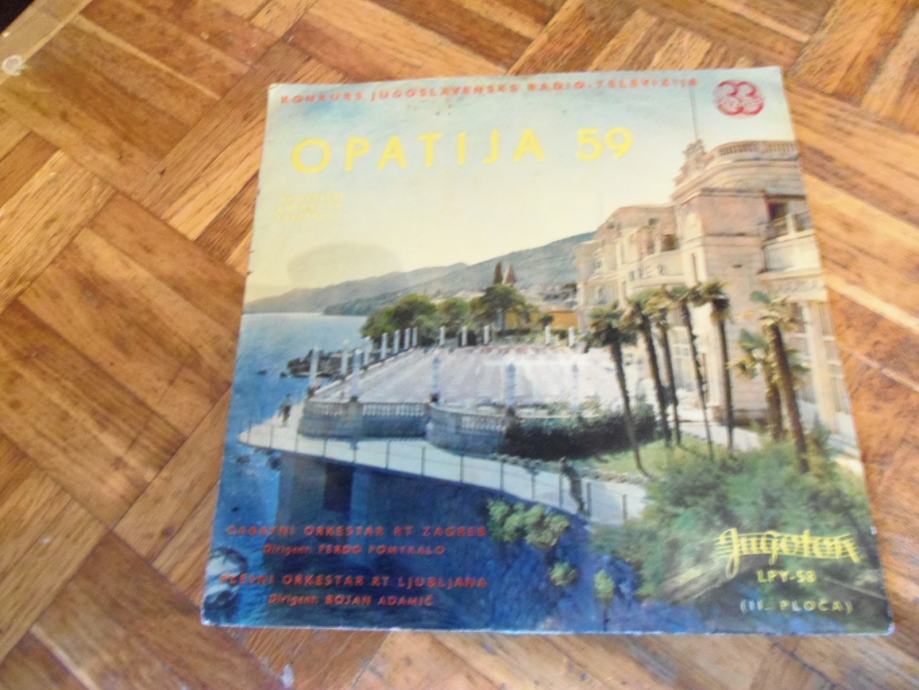 KONKURS JUGOSLAVENSKE RADIO-TELEVIZIJE
33
OPATIJA 59
ORKESTAR RT ZAGREB
Dirigent: FERDO POMYKALO
PLESNI ORKESTAR RT LJUBLJANA
Dirigent: BOJAN ADAMIČ
Jugoton
LPY-58
(II. PLOČA)